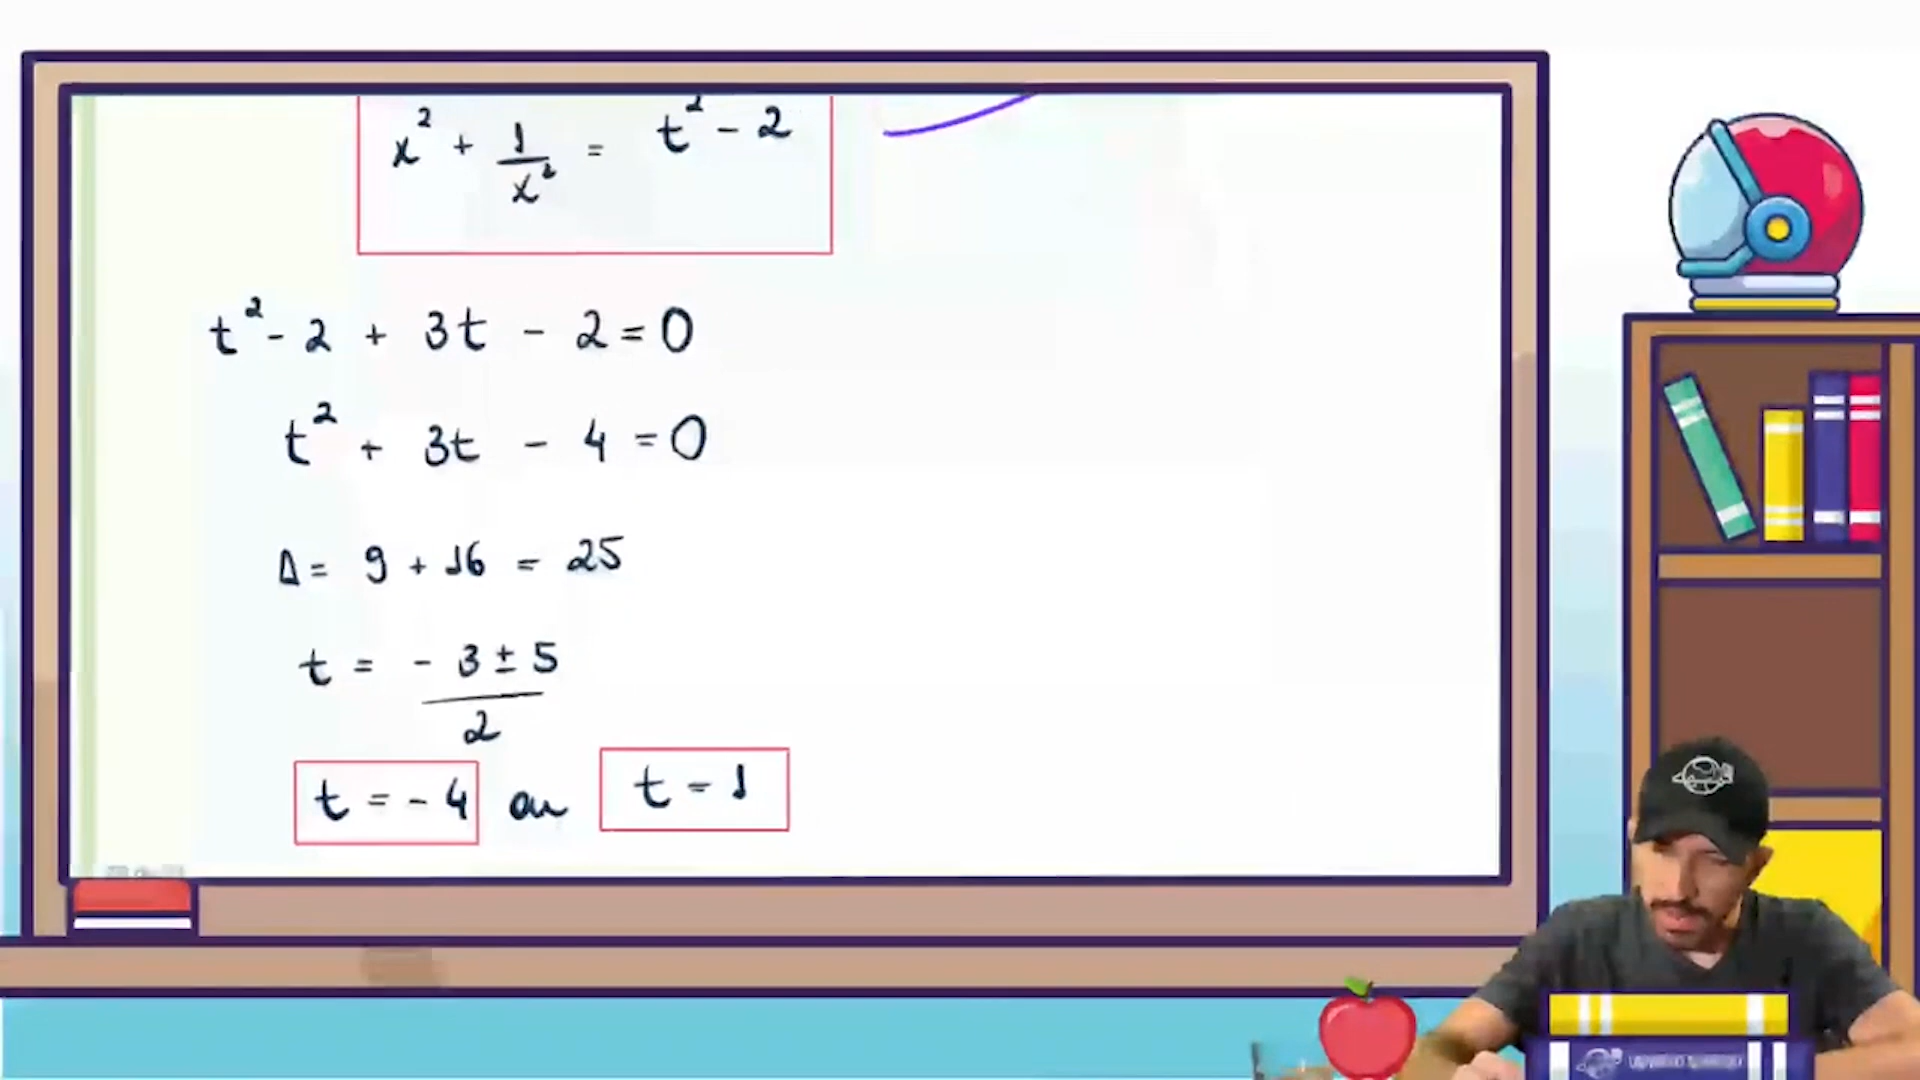 x² + 1/x² = t² - 2
t² - 2 + 3t - 2 = 0
t² + 3t - 4 = 0
Δ = 9 + 16 = 25
t = - 3 ± 5 / 2
t = - 4 ou t = 1